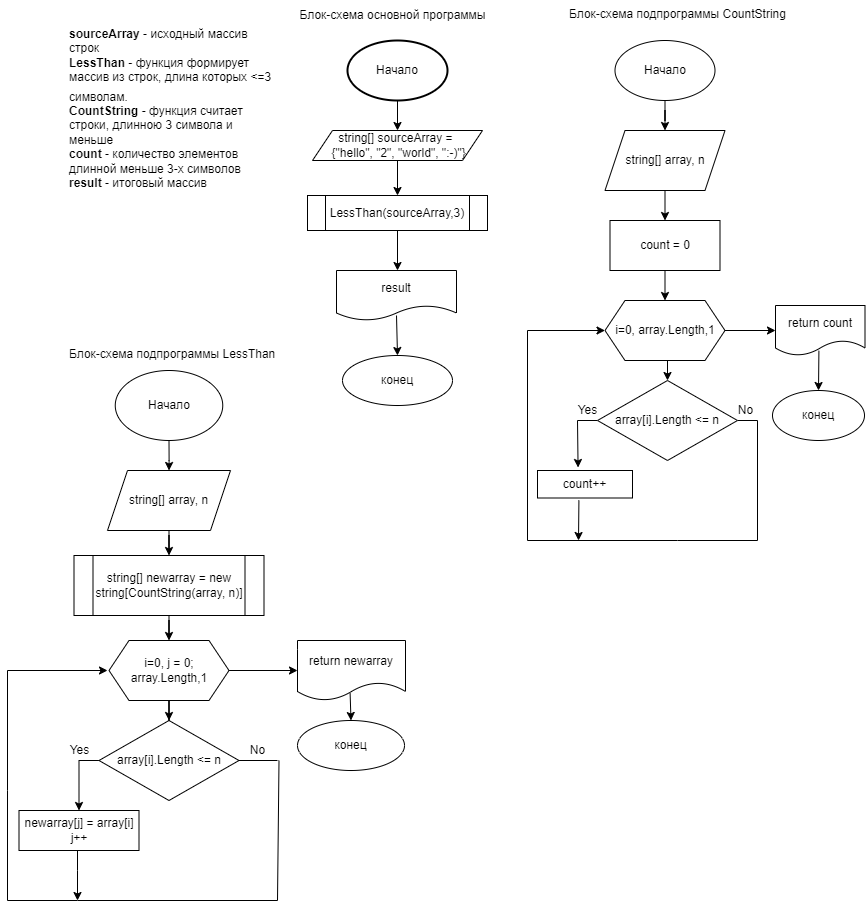 sourceArray - исходный массив
строк
LessThan - функция формирует
массив из строк, длина которых <=3
символам.
CountString - функция считает
строки, длинною 3 символа и
меньше
count - количество элементов
длинной меньше 3-х символов
result - итоговый массив
Блок-схема основной программы
Начало
string[] sourceArray =
{"hello", "2", "world", ":-)"}
LessThan(sourceArray,3)
result
конец
Блок-схема подпрограммы CountString
Начало
string[] array, n
count = 0
i=0, array.Length,1
return count
конец
array[i].Length <= n
Yes
No
count++
Блок-схема подпрограммы LessThan
Начало
string[] array, n
string[] newarray = new
string[CountString(array, n)]
i=0, j = 0;
array.Length,1
return newarray
конец
array[i].Length <= n
Yes
No
newarray[j] = array[i]
j++